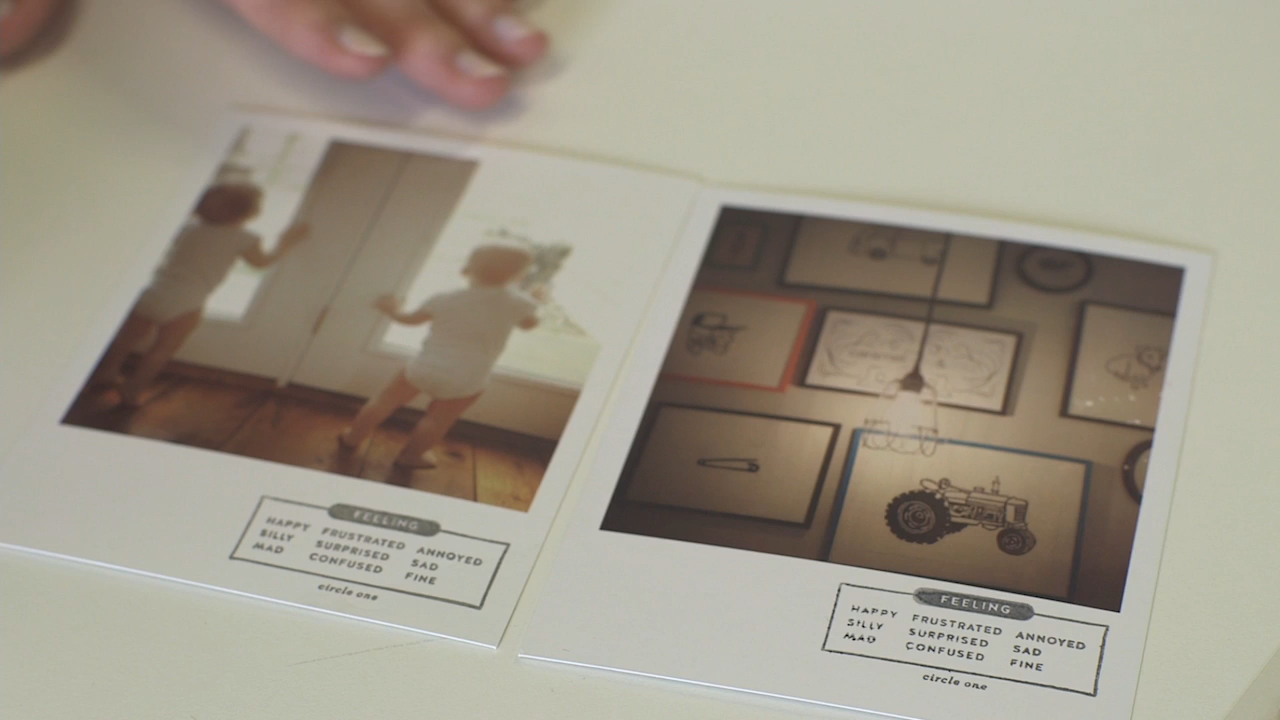 FEELING
HAPPY FRUSTRATED ANNOYED
SILLY SURPRISED SAD
MAD CONFUSED FINE
circle one
FEELING
HAPPY FRUSTRATED ANNOYED
SILLY SURPRISED SAD
MAD CONFUSED FINE
circle one